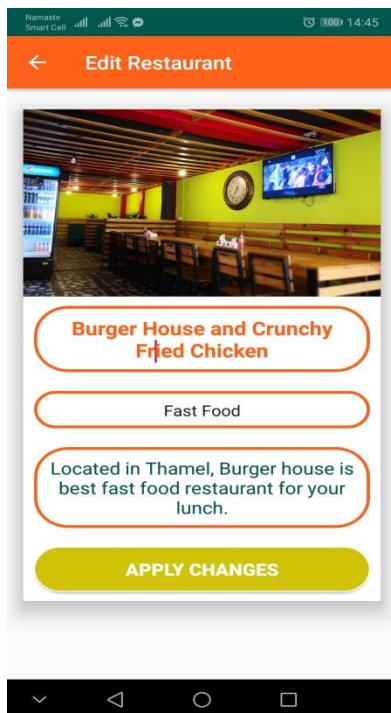 Namaste
Smart Cell
100 14:45
Edit Restaurant
Burger House and Crunchy
Fried Chicken
Fast Food
Located in Thamel, Burger house is
best fast food restaurant for your
lunch.
APPLY CHANGES